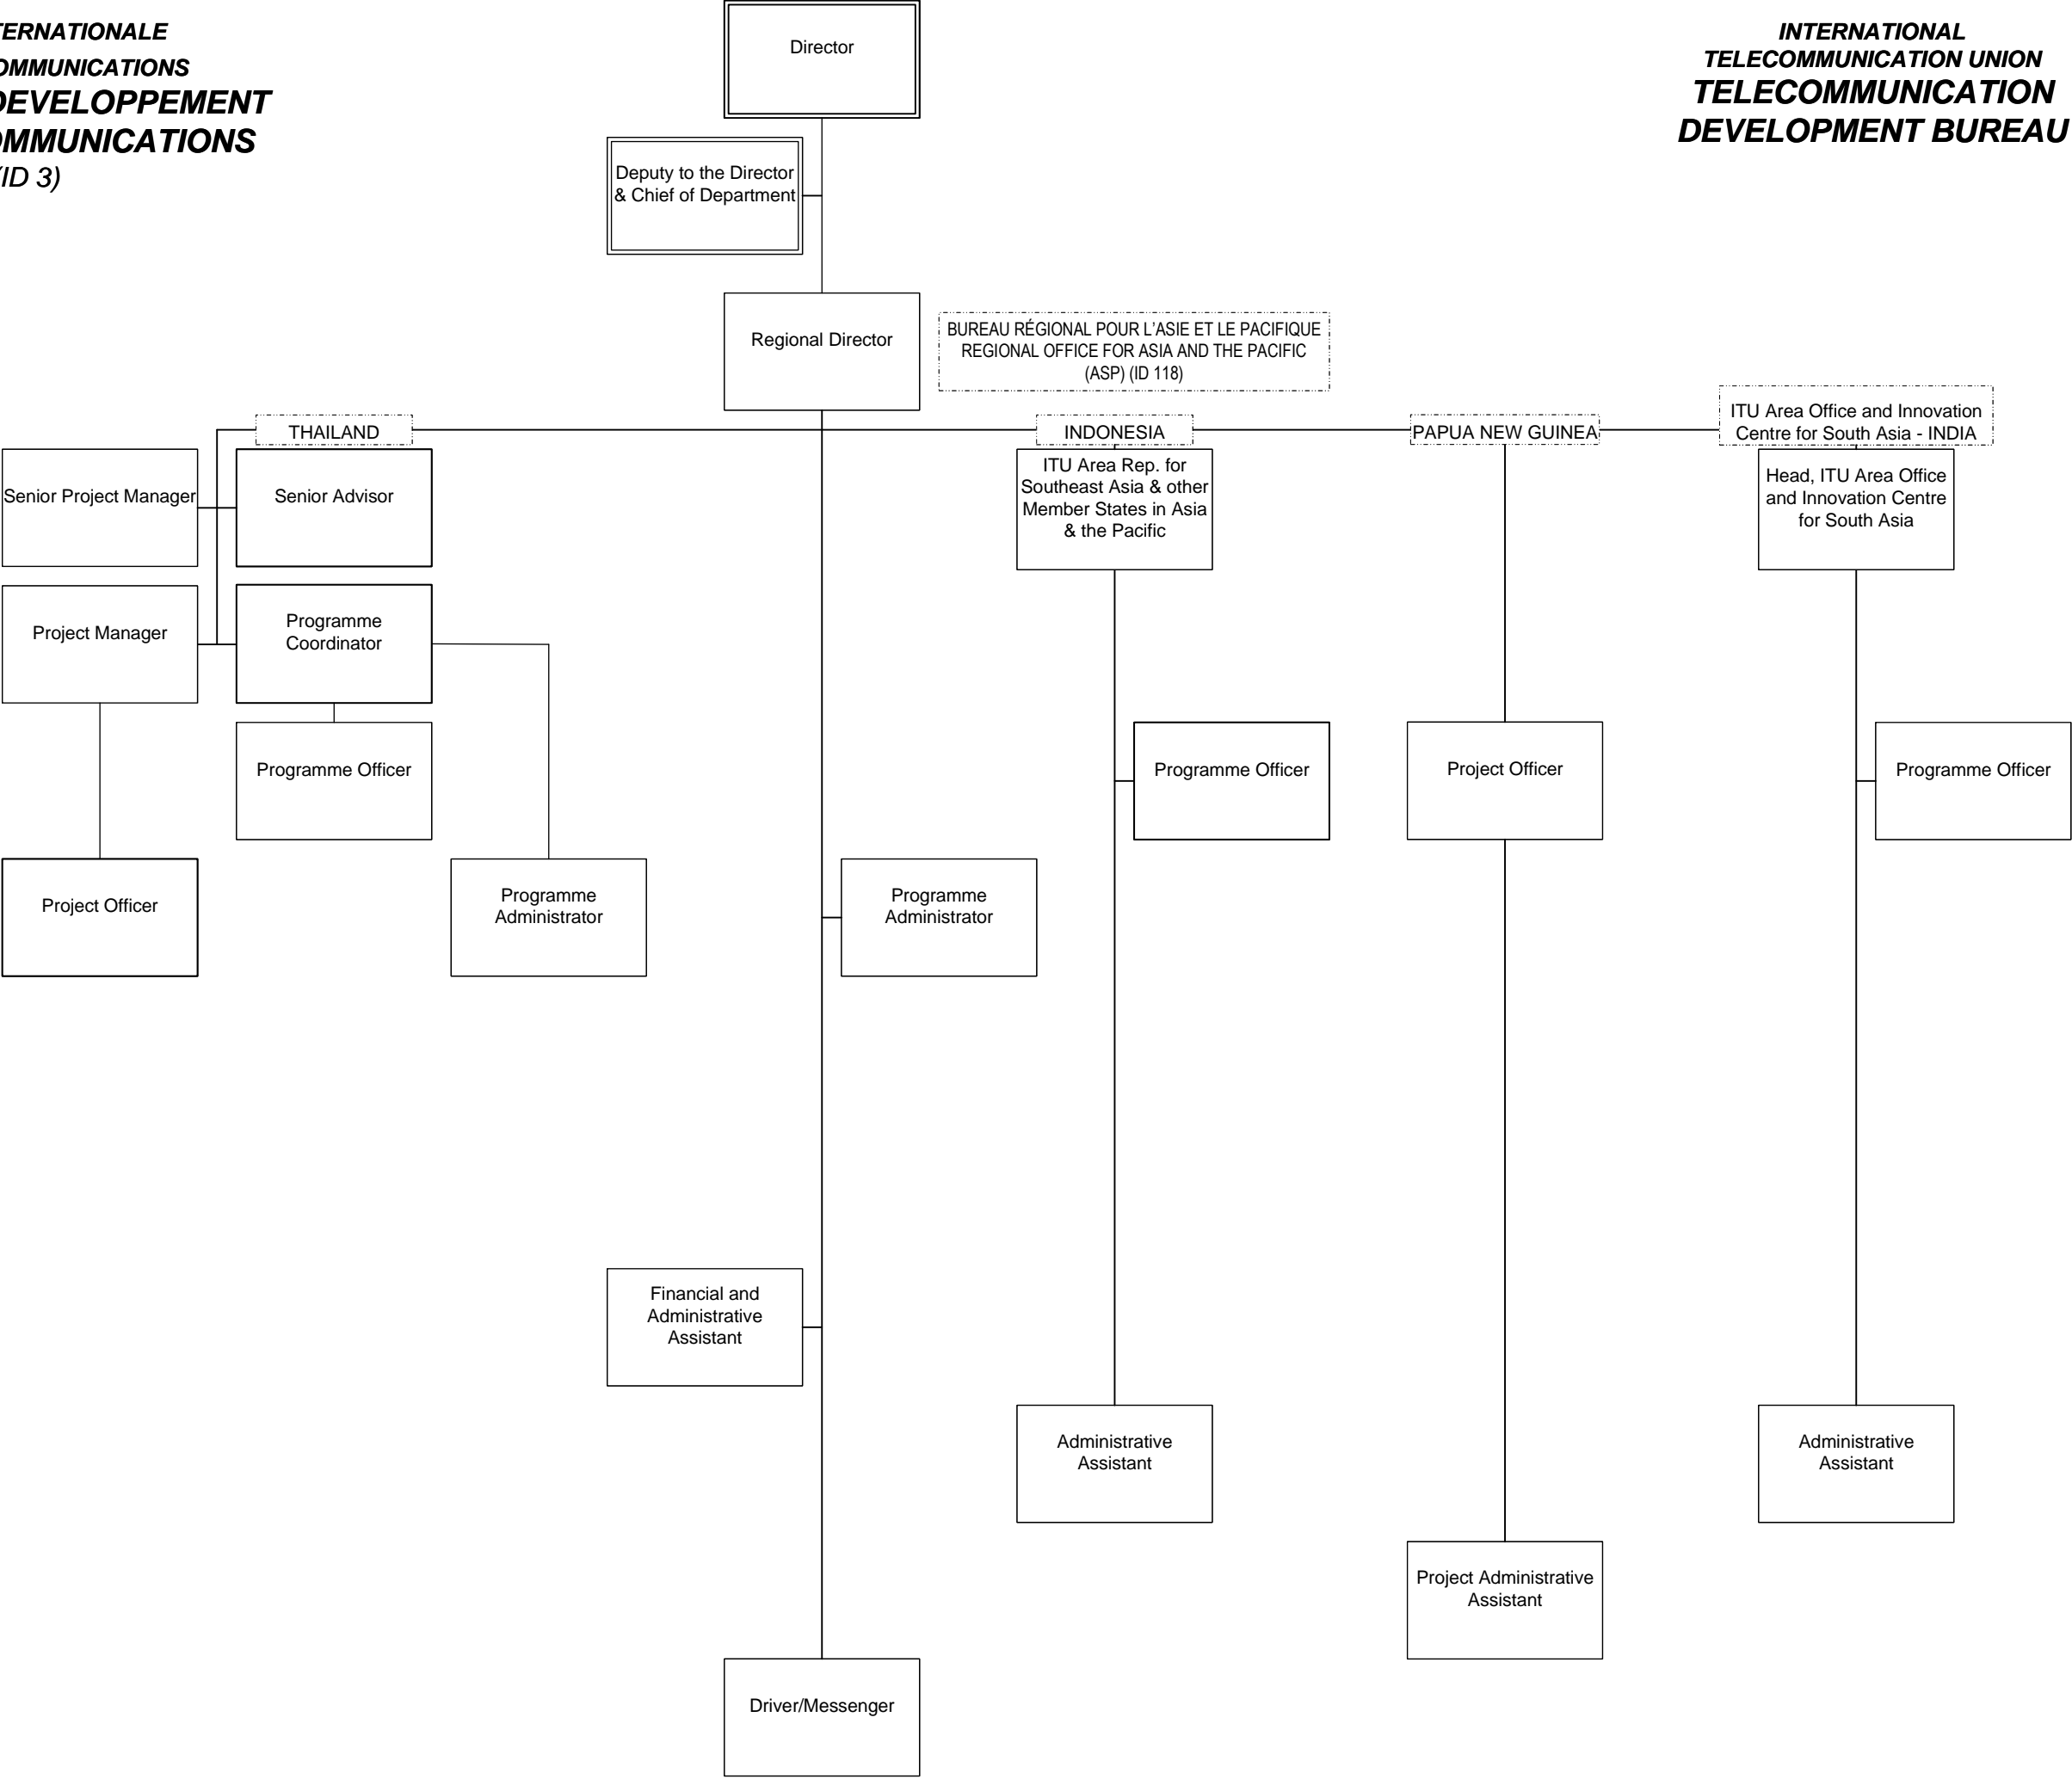 TERNATIONALE
OMMUNICATIONS
DEVELOPPEMENT
OMMUNICATIONS
(ID 3)
Director
INTERNATIONAL
TELECOMMUNICATION UNION
TELECOMMUNICATION
DEVELOPMENT BUREAU
Deputy to the Director
& Chief of Department
Regional Director
BUREAU RÉGIONAL POUR L'ASIE ET LE PACIFIQUE
REGIONAL OFFICE FOR ASIA AND THE PACIFIC
(ASP) (ID 118)
THAILAND
INDONESIA
PAPUA NEW GUINEA
ITU Area Office and Innovation
Centre for South Asia - INDIA
Senior Project Manager
Senior Advisor
ITU Area Rep. for
Southeast Asia & other
Member States in Asia
& the Pacific
Head, ITU Area Office
and Innovation Centre
for South Asia
Project Manager
Programme
Coordinator
Programme Officer
Programme Officer
Project Officer
Programme Officer
Project Officer
Programme
Administrator
Programme
Administrator
Financial and
Administrative
Assistant
Administrative
Assistant
Administrative
Assistant
Project Administrative
Assistant
Driver/Messenger